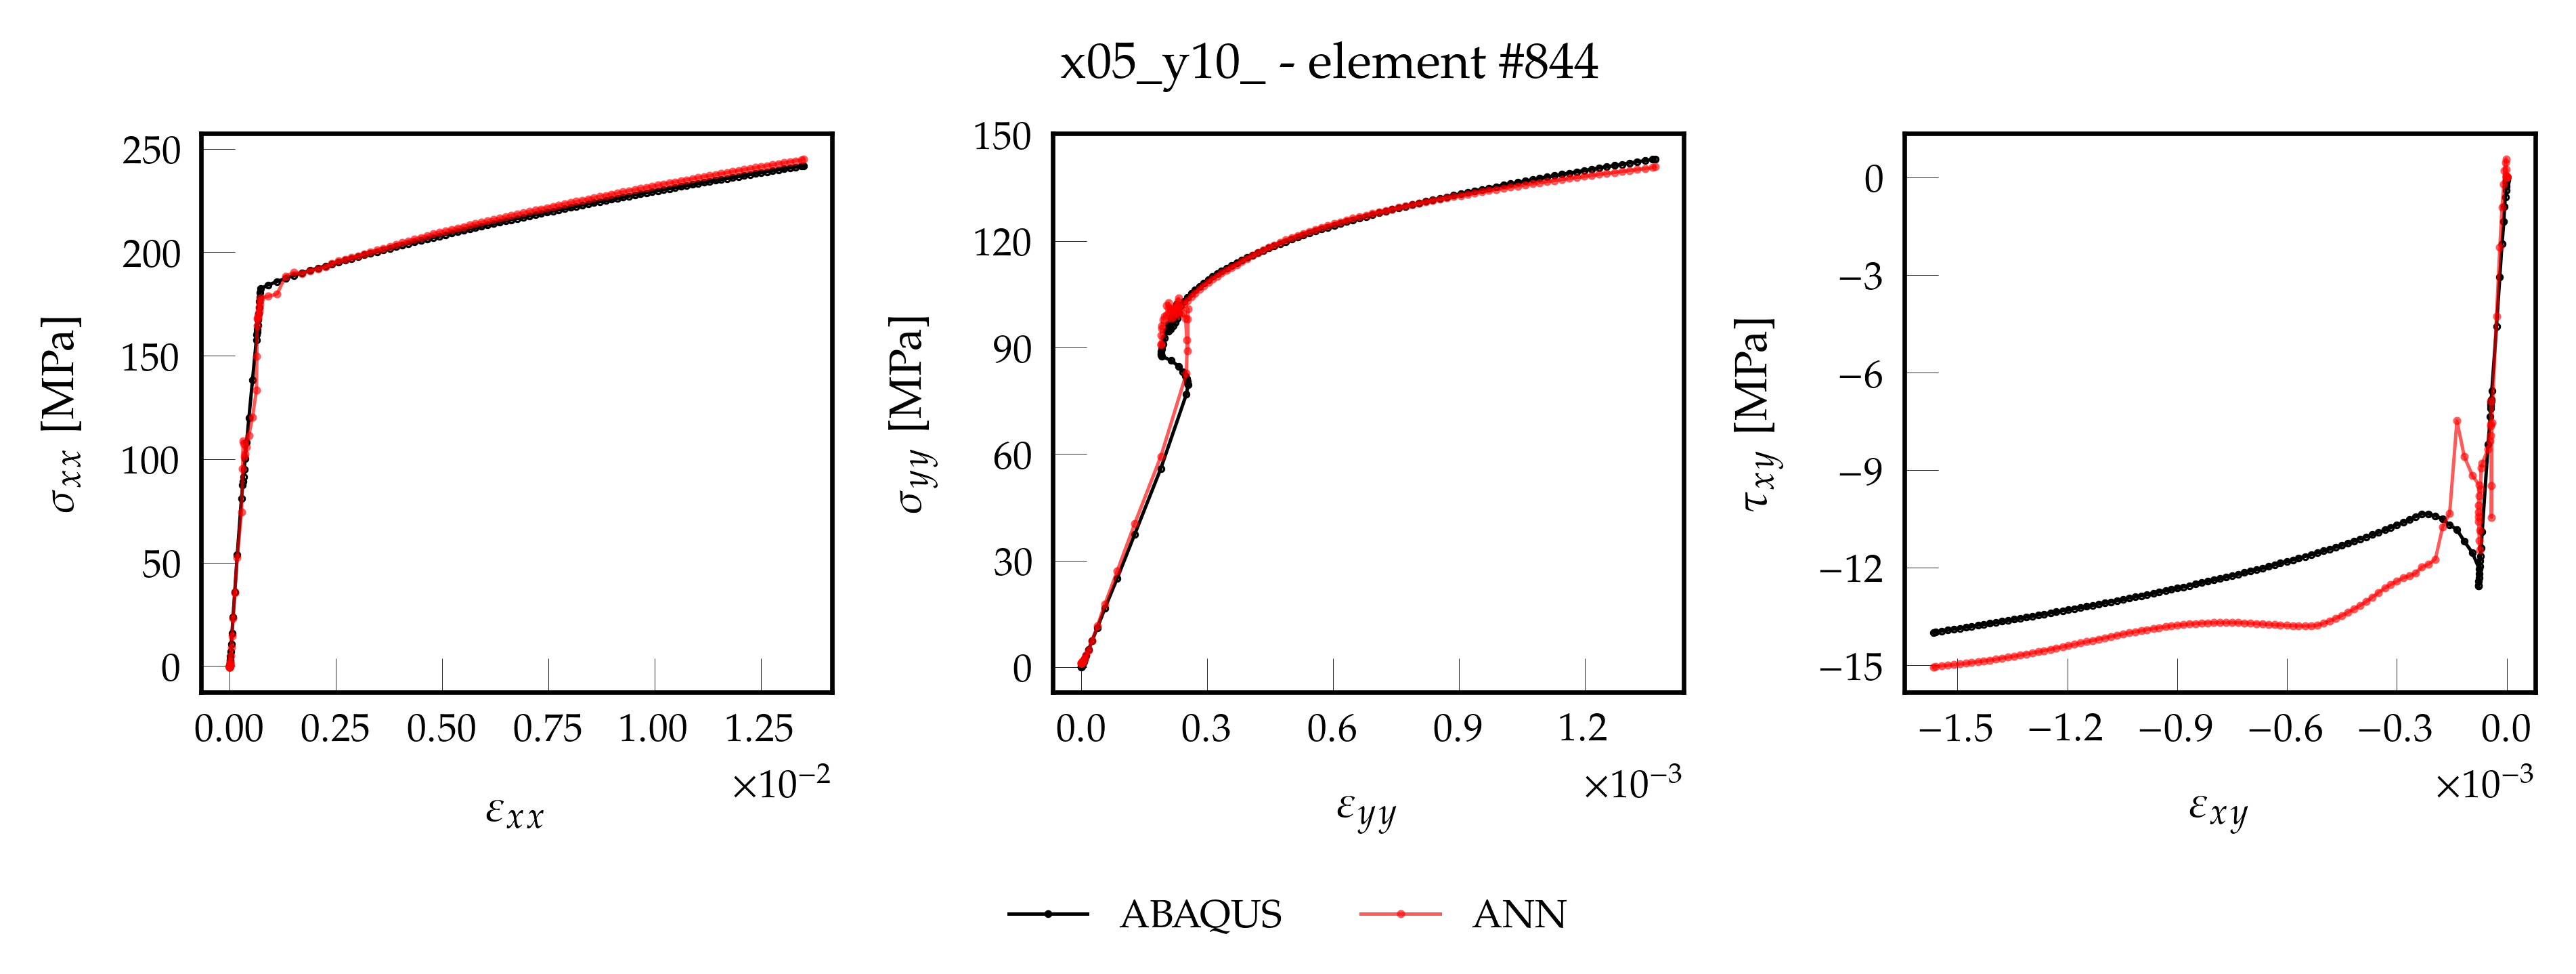 x05_y10_ - element #844
σxx [MPa]
250
200
150
100
50
0
0.00 0.25 0.50 0.75 1.00 1.25
×10⁻²
εxx
σyy [MPa]
150
120
90
60
30
0
0.0 0.3 0.6 0.9 1.2
×10⁻³
εyy
τxy [MPa]
0
−3
−6
−9
−12
−15
−1.5 −1.2 −0.9 −0.6 −0.3 0.0
×10⁻³
εxy
ABAQUS ANN